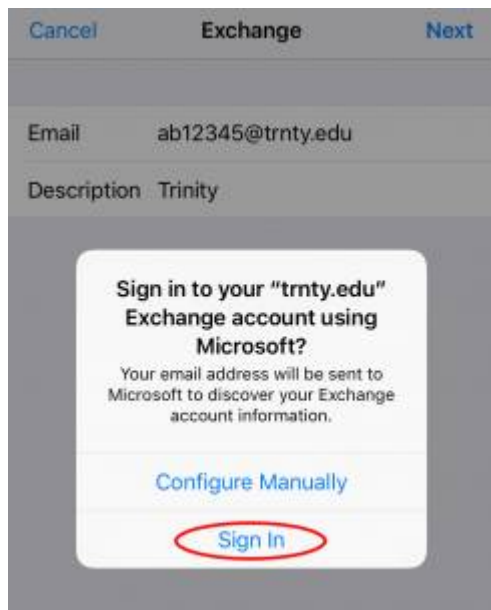 Cancel Exchange Next
Email ab12345@trnty.edu
Description Trinity
Sign in to your "trnty.edu"
Exchange account using
Microsoft?
Your email address will be sent to
Microsoft to discover your Exchange
account information.
Configure Manually
Sign In